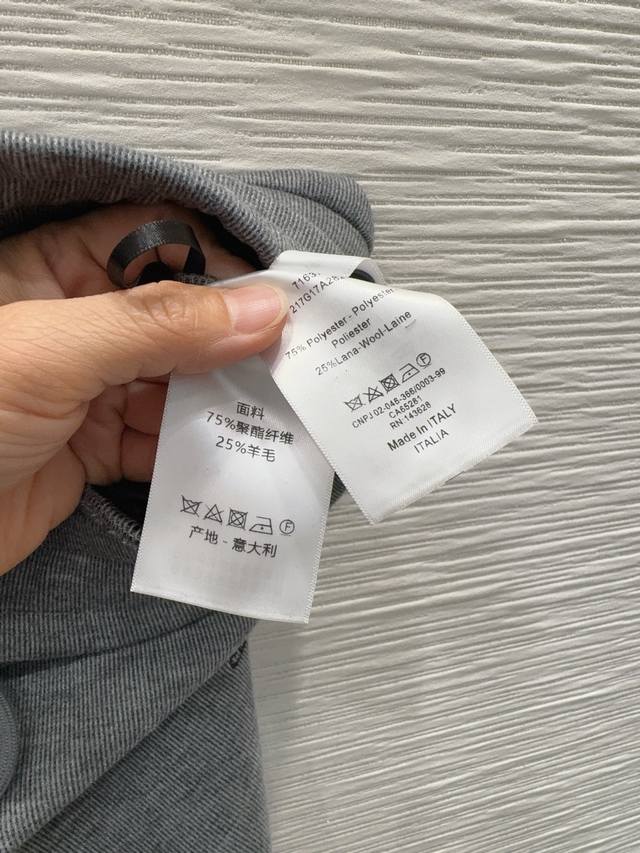 面料
75%聚酯纤维
25%羊毛
产地 - 意大利
75% Polyester - Polyester
Poliester
25%Lana-Wool-Laine
CNPJ 02-046-366/0003-99
CA65281
RN:143628
Made In ITALY
ITALIA